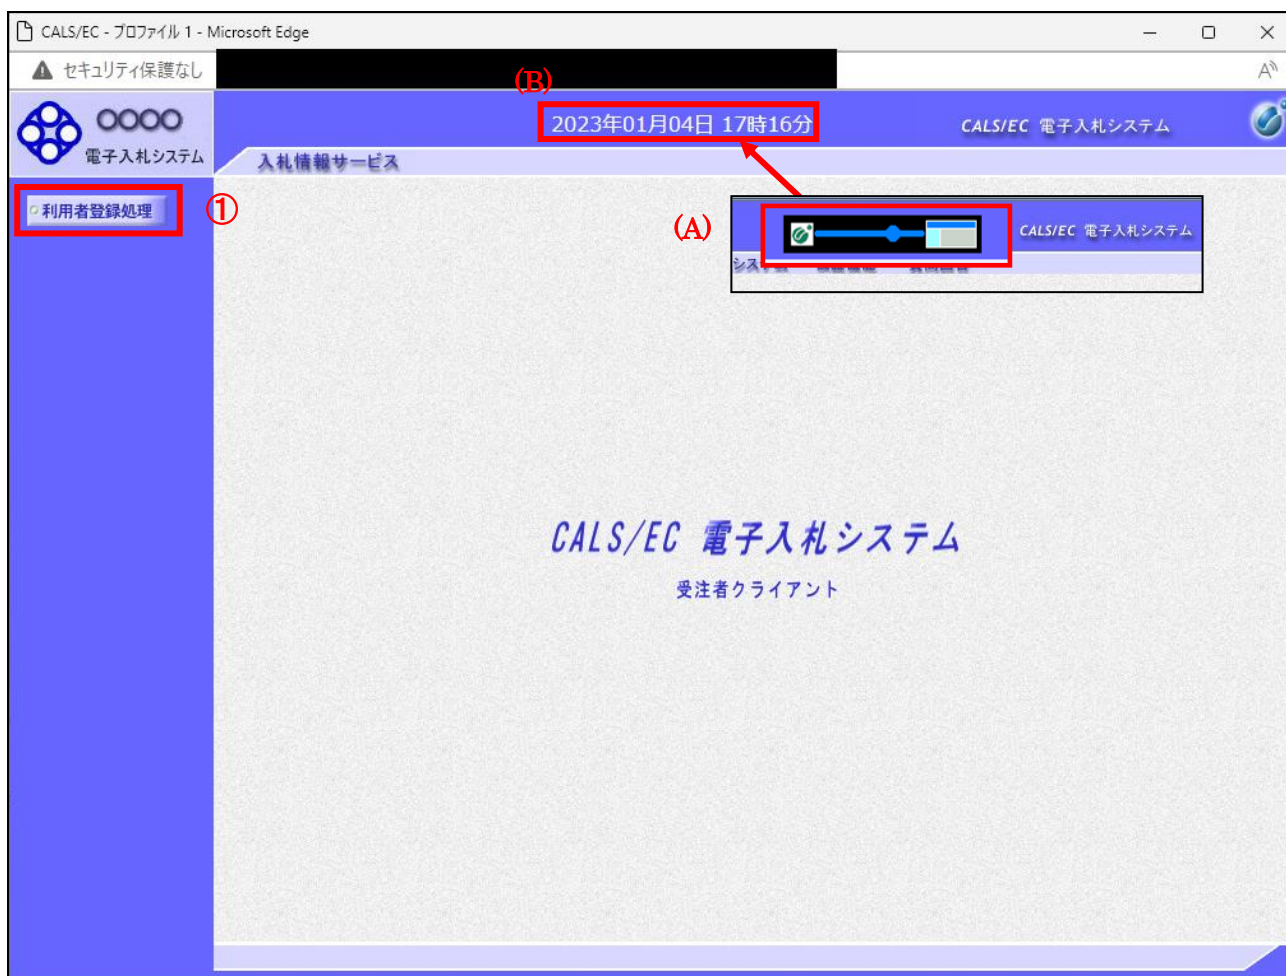 CALS/EC - プロファイル 1 - Microsoft Edge
セキュリティ保護なし
(B)
○○○○
電子入札システム
2023年01月04日 17時16分
CALS/EC 電子入札システム
入札情報サービス
利用者登録処理
①
(A)
CALS/EC 電子入札システム
CALS/EC 電子入札システム
受注者クライアント